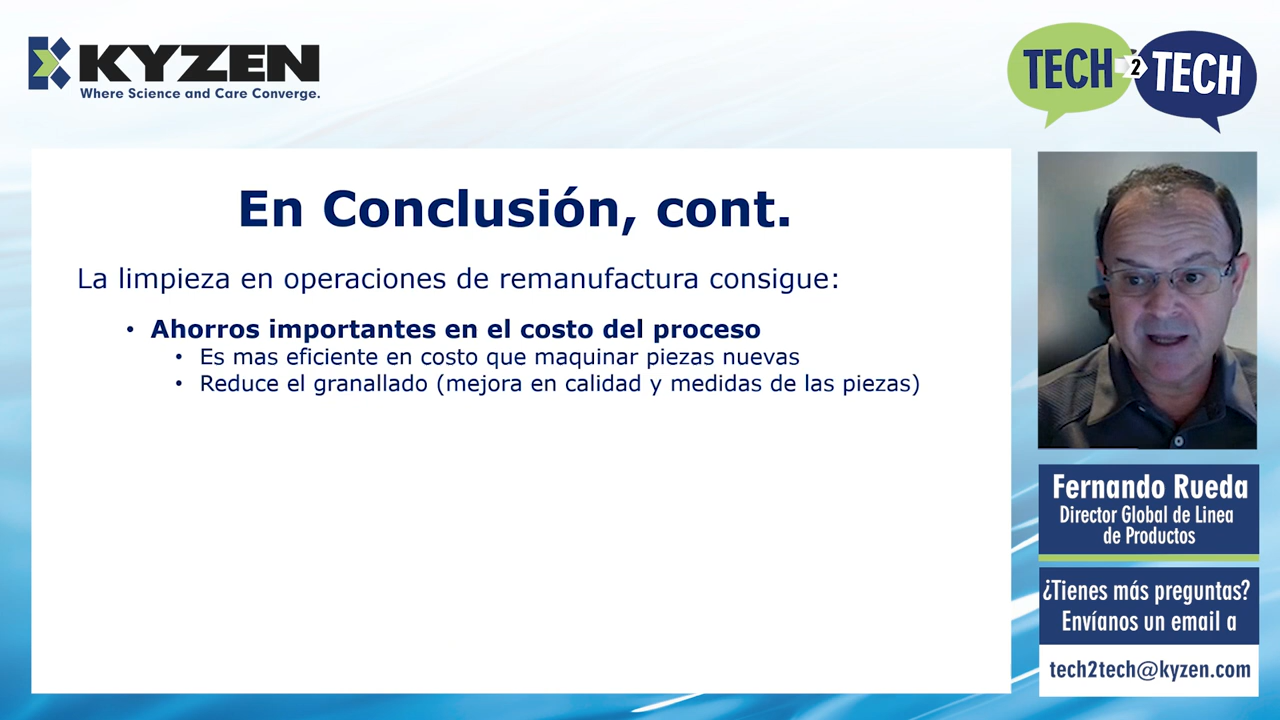 KYZEN
Where Science and Care Converge.
TECH 2 TECH
En Conclusión, cont.
La limpieza en operaciones de remanufactura consigue:
• Ahorros importantes en el costo del proceso
• Es mas eficiente en costo que maquinar piezas nuevas
• Reduce el granallado (mejora en calidad y medidas de las piezas)
Fernando Rueda
Director Global de Linea
de Productos
¿Tienes más preguntas?
Envíanos un email a
tech2tech@kyzen.com